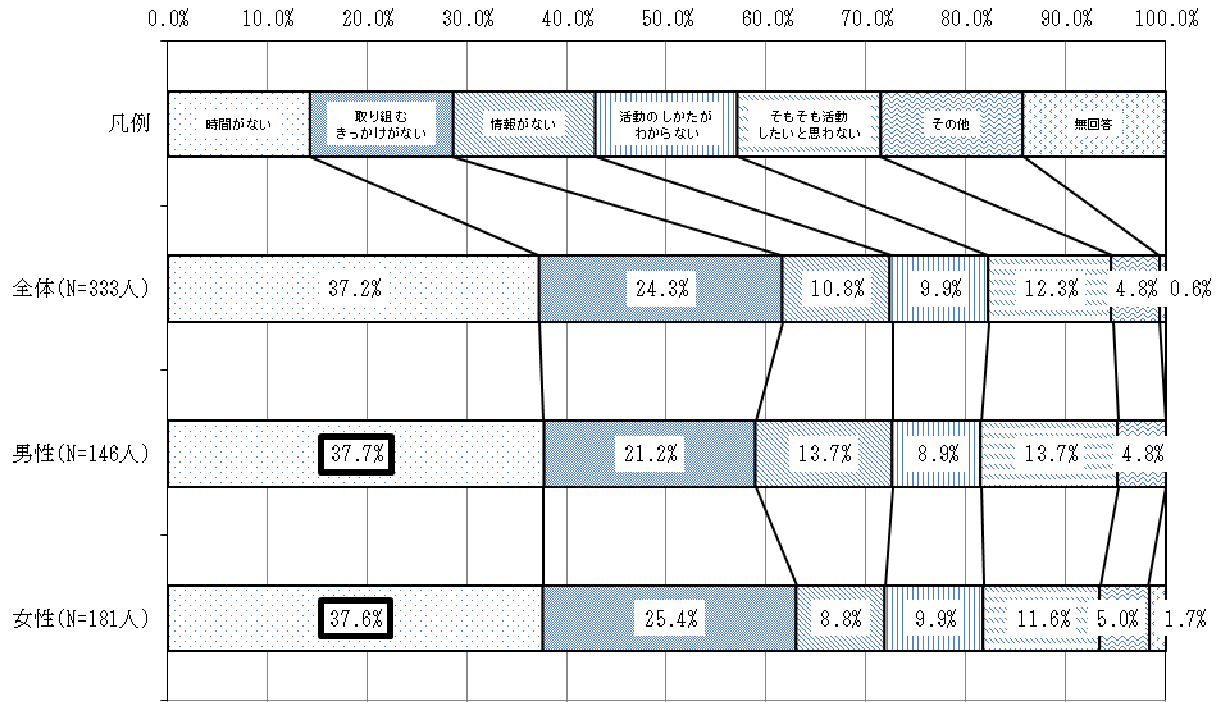 0.0% 10.0% 20.0% 30.0% 40.0% 50.0% 60.0% 70.0% 80.0% 90.0% 100.0%
凡例 時間がない 取り組む 情報がない 活動のしかたが そもそも活動 その他 無回答
きっかけがない わからない したいと思わない
全体(N=333人) 37.2% 24.3% 10.8% 9.9% 12.3% 4.8% 0.6%
男性(N=146人) 37.7% 21.2% 13.7% 8.9% 13.7% 4.8%
女性(N=181人) 37.6% 25.4% 8.8% 9.9% 11.6% 5.0% 1.7%